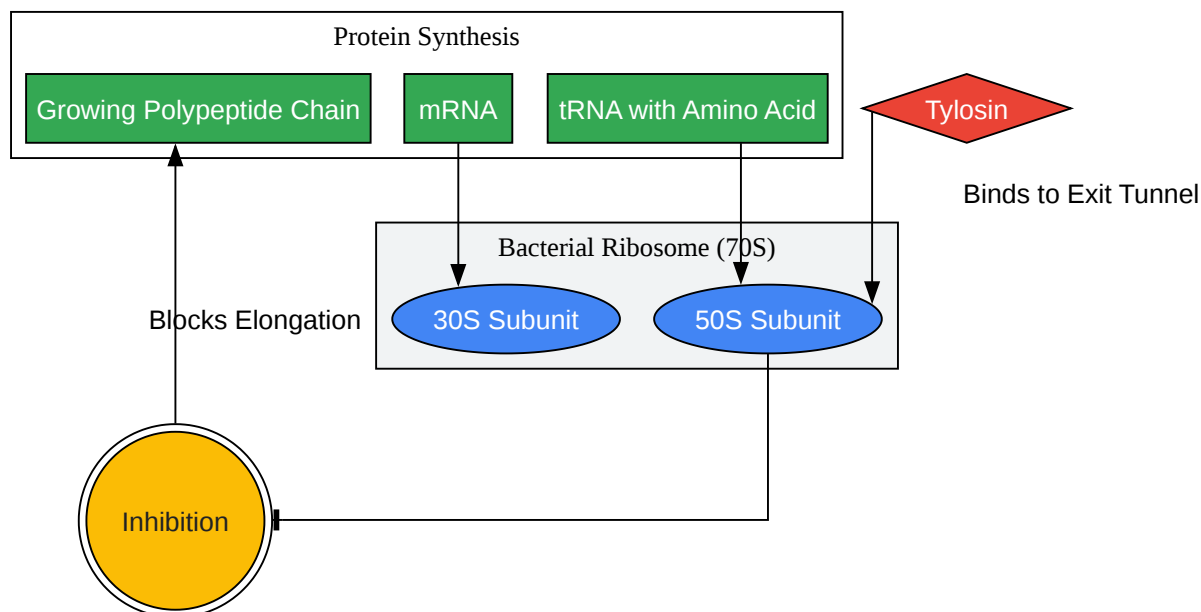 Protein Synthesis
Growing Polypeptide Chain
mRNA
tRNA with Amino Acid
Tylosin
Binds to Exit Tunnel
Bacterial Ribosome (70S)
Blocks Elongation
30S Subunit
50S Subunit
Inhibition